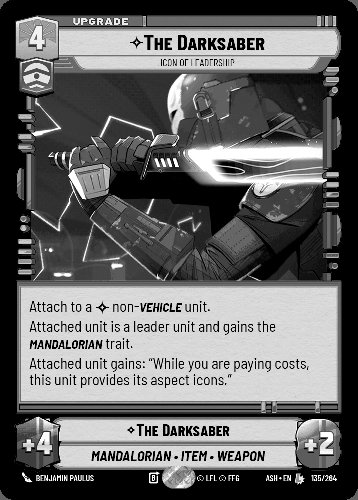 UPGRADE
4
THE DARKSABER
ICON OF LEADERSHIP
Attach to a non-VEHICLE unit.
Attached unit is a leader unit and gains the
MANDALORIAN trait.
Attached unit gains: “While you are paying costs,
this unit provides its aspect icons.”
+4
THE DARKSABER
+2
MANDALORIAN • ITEM • WEAPON
BENJAMIN PAULUS
© LFL © FFG
ASH • EN
135/264